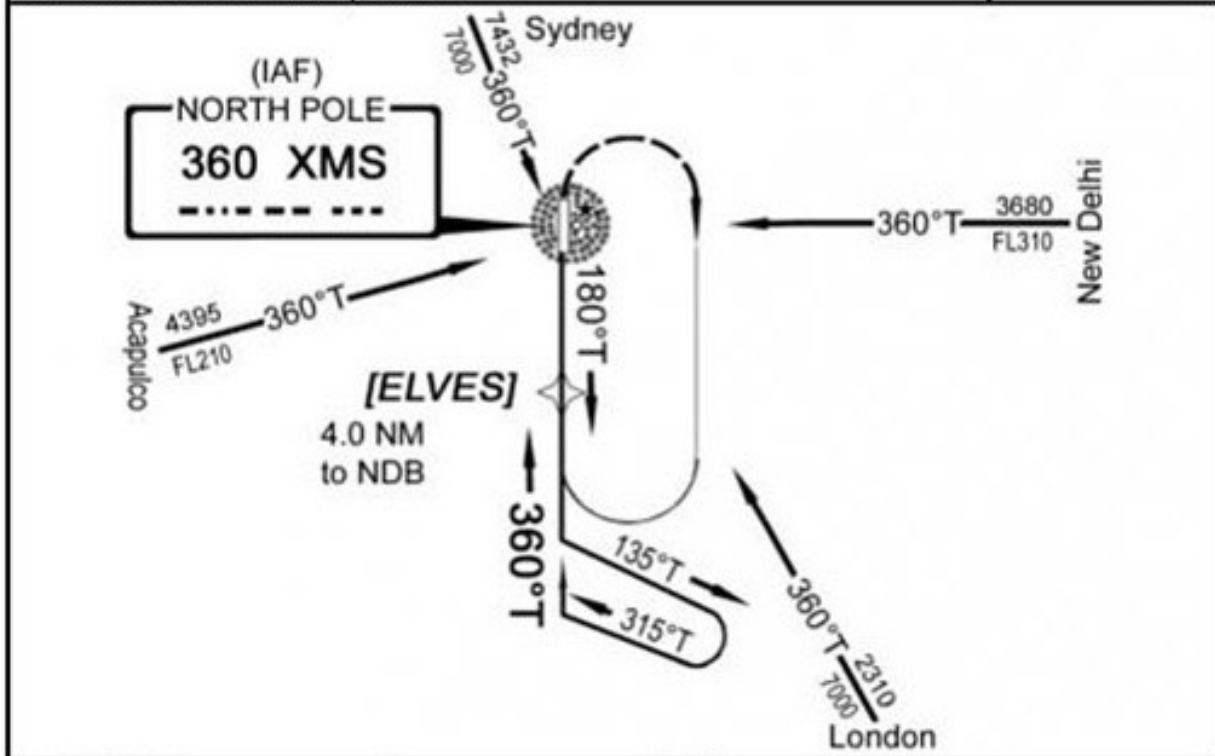 7432
7000
360°T
Sydney
(IAF)
NORTH POLE
360 XMS
360°T
3680
FL310
New Delhi
Acapulco
4395
FL210
360°T
180°T
[ELVES]
4.0 NM
to NDB
360°T
135°T
315°T
360°T
2310
7000
London